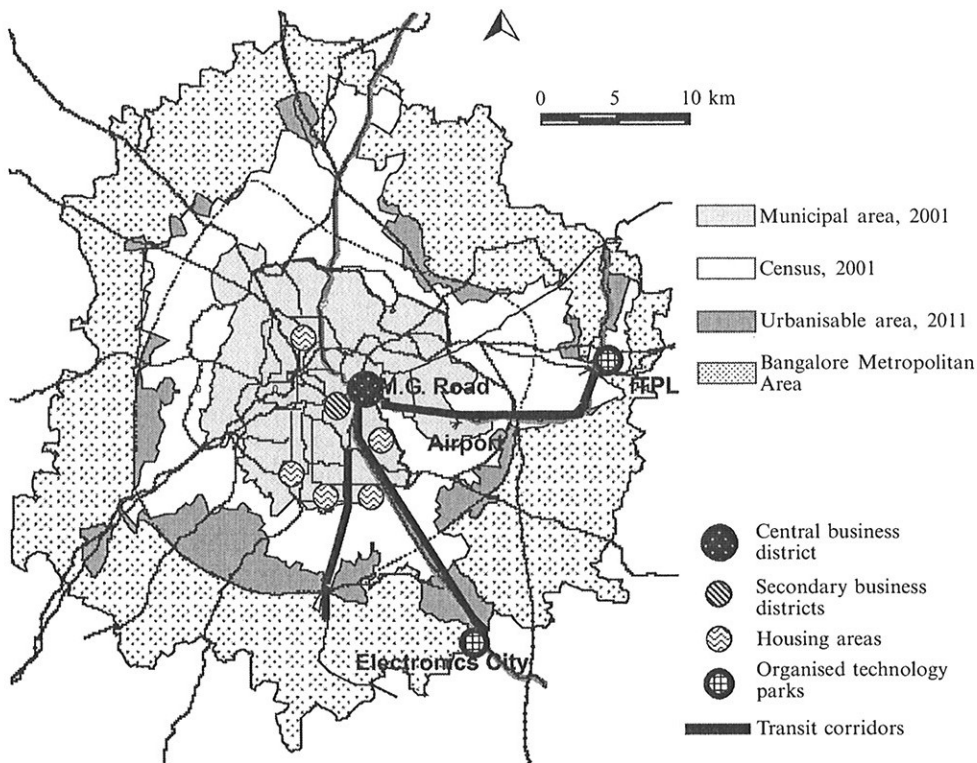 0 5 10 km
Municipal area, 2001
Census, 2001
Urbanisable area, 2011
Bangalore Metropolitan
Area
M.G. Road
ITPL
Airport
Electronics City
Central business
district
Secondary business
districts
Housing areas
Organised technology
parks
Transit corridors